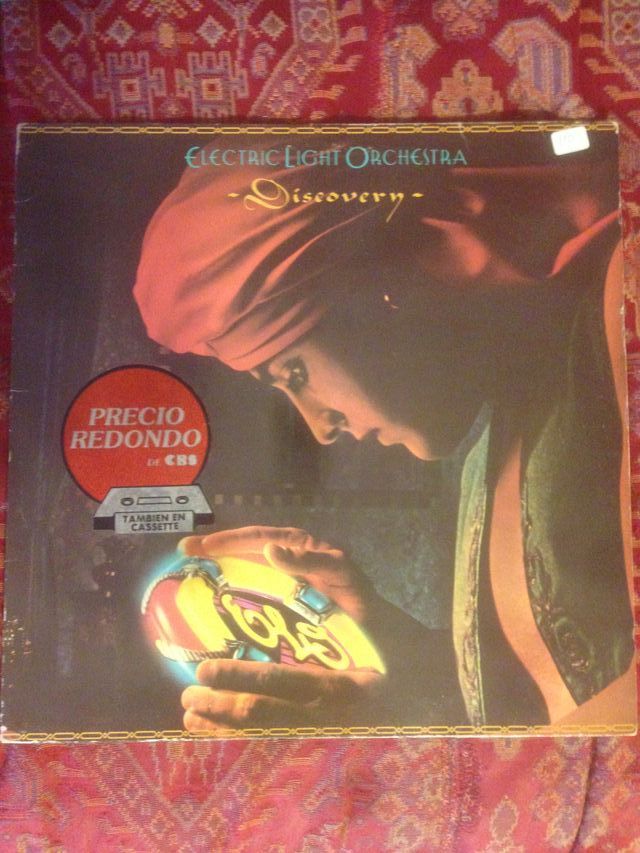 ELECTRIC LIGHT ORCHESTRA
- Discovery -
PRECIO
REDONDO
DE CBS
TAMBIEN EN
CASSETTE
ELO